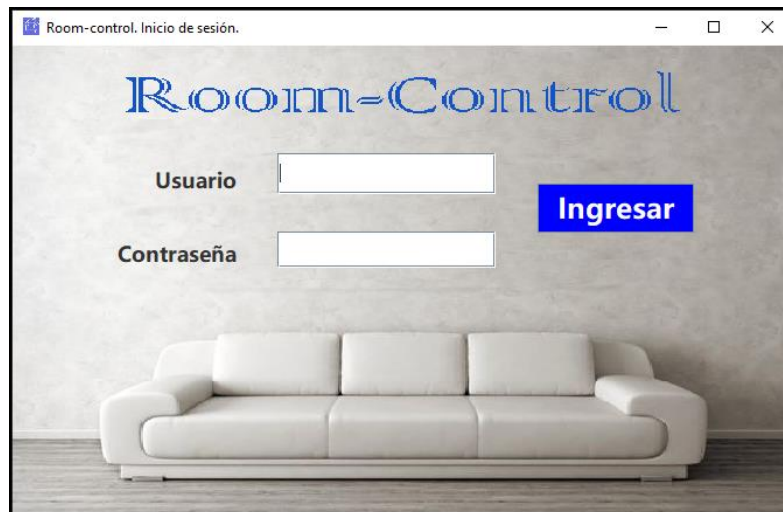 Room-control. Inicio de sesión.
Room-Control
Usuario
Ingresar
Contraseña